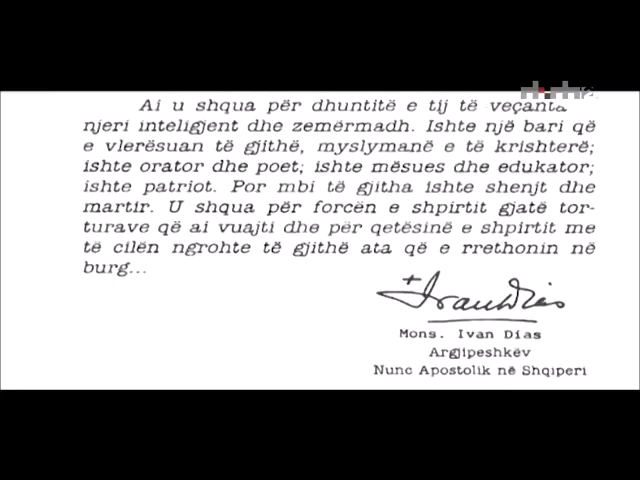 Ai u shqua për dhuntitë e tij të veçanta
njeri inteligjent dhe zemërmadh. Ishte një bari që
e vlerësuan të gjithë, myslymanë e të krishterë;
ishte orator dhe poet; ishte mësues dhe edukator;
ishte patriot. Por mbi të gjitha ishte shenjt dhe
martir. U shqua për forcën e shpirtit gjatë tor-
turave që ai vuajti dhe për qetësinë e shpirtit me
të cilën ngrohte të gjithë ata që e rrethonin në
burg...
+Ivan Dias
Mons. Ivan Dias
Argjipeshkëv
Nunc Apostolik në Shqiperi